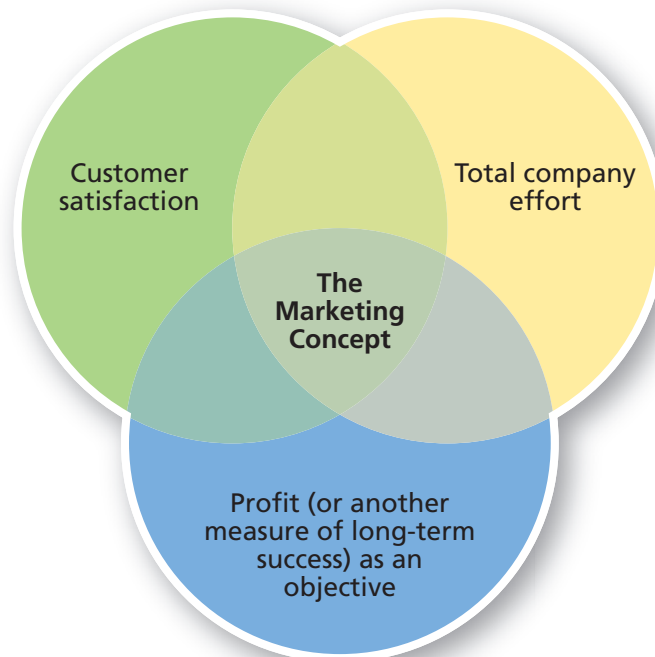 Customer
satisfaction
Total company
effort
The
Marketing
Concept
Profit (or another
measure of long-term
success) as an
objective